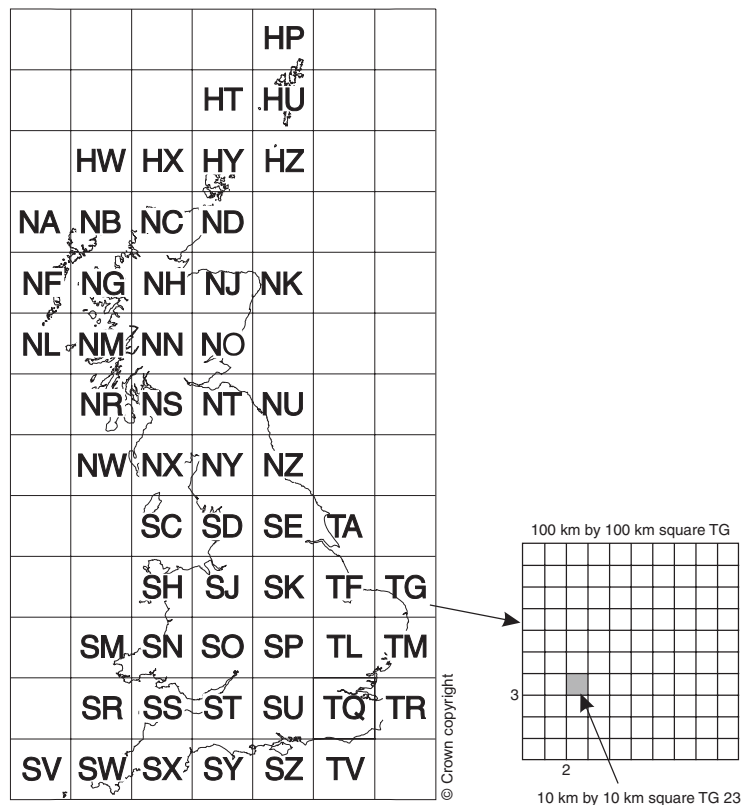 HP
HT HU
HW HX HY HZ
NA NB NC ND
NF NG NH NJ NK
NL NM NN NO
NR NS NT NU
NW NX NY NZ
SC SD SE TA
SH SJ SK TF TG
SM SN SO SP TL TM
SR SS ST SU TQ TR
SV SW SX SY SZ TV
© Crown copyright
100 km by 100 km square TG
3
2
10 km by 10 km square TG 23